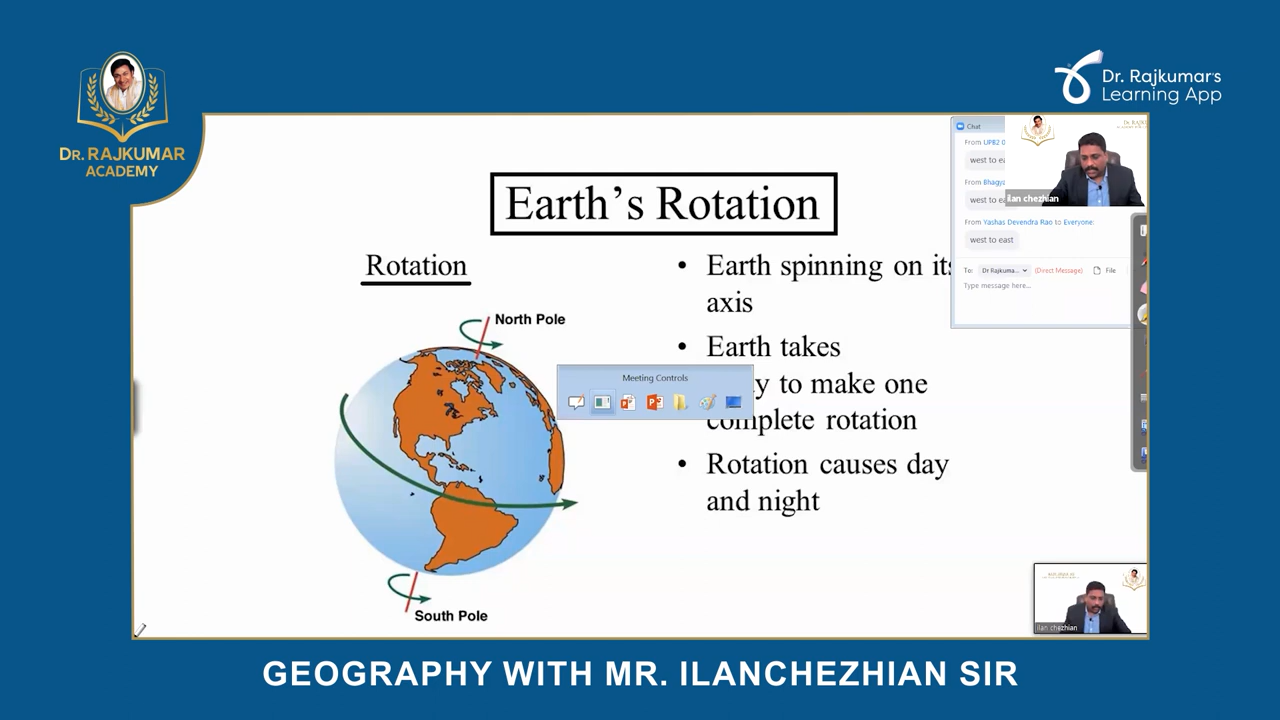 DR. RAJKUMAR
ACADEMY
Dr. Rajkumar's
Learning App
Earth's Rotation
Rotation
North Pole
South Pole
• Earth spinning on its
axis
• Earth takes
to make one
complete rotation
• Rotation causes day
and night
Meeting Controls
Chat
From UP82
west to
From
west to
ilan chezhian
From Yashas Devendra Rao to Everyone:
west to east
To: Dr Rajkuma... (Direct Message) File
Type message here...
ilan chezhian
GEOGRAPHY WITH MR. ILANCHEZHIAN SIR